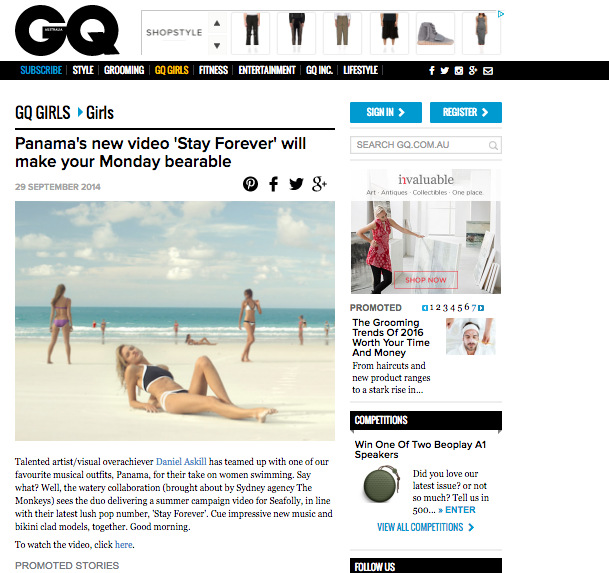 GQ
AUSTRALIA
SHOPSTYLE
SUBSCRIBE STYLE GROOMING GQ GIRLS FITNESS ENTERTAINMENT GQ INC. LIFESTYLE
GQ GIRLS Girls
SIGN IN
REGISTER
Panama's new video 'Stay Forever' will
make your Monday bearable
SEARCH GQ.COM.AU
29 SEPTEMBER 2014
invaluable
Art · Antiques · Collectibles · One place.
SHOP NOW
PROMOTED 1 2 3 4 5 6 7
The Grooming
Trends Of 2016
Worth Your Time
And Money
From haircuts and
new product ranges
to a stark rise in...
COMPETITIONS
Win One Of Two Beoplay A1
Speakers
Did you love our
latest issue? or not
so much? Tell us in
500... » ENTER
VIEW ALL COMPETITIONS
FOLLOW US
Talented artist/visual overachiever Daniel Askill has teamed up with one of our
favourite musical outfits, Panama, for their take on women swimming. Say
what? Well, the watery collaboration (brought about by Sydney agency The
Monkeys) sees the duo delivering a summer campaign video for Seafolly, in line
with their latest lush pop number, 'Stay Forever'. Cue impressive new music and
bikini clad models, together. Good morning.
To watch the video, click here.
PROMOTED STORIES